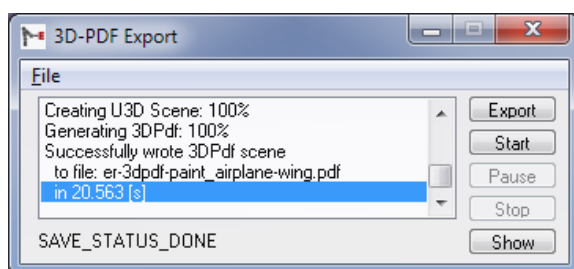 3D-PDF Export
File
Creating U3D Scene: 100%
Generating 3DPdf: 100%
Successfully wrote 3DPdf scene
to file: er-3dpdf-paint_airplane-wing.pdf
in 20.563 [s]
Export
Start
Pause
Stop
SAVE_STATUS_DONE
Show